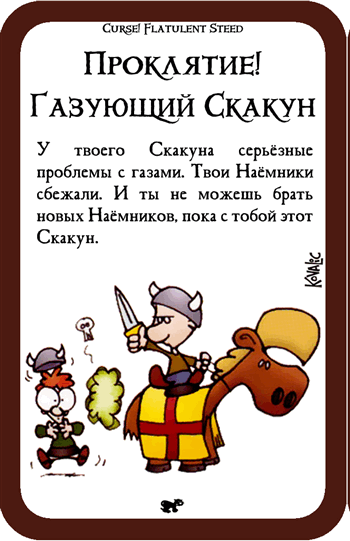 Curse! Flatulent Steed
Проклятие!
Газующий Скакун
У твоего Скакуна серьёзные
проблемы с газами. Твои Наёмники
сбежали. И ты не можешь брать
новых Наёмников, пока с тобой этот
Скакун.
Kovalic